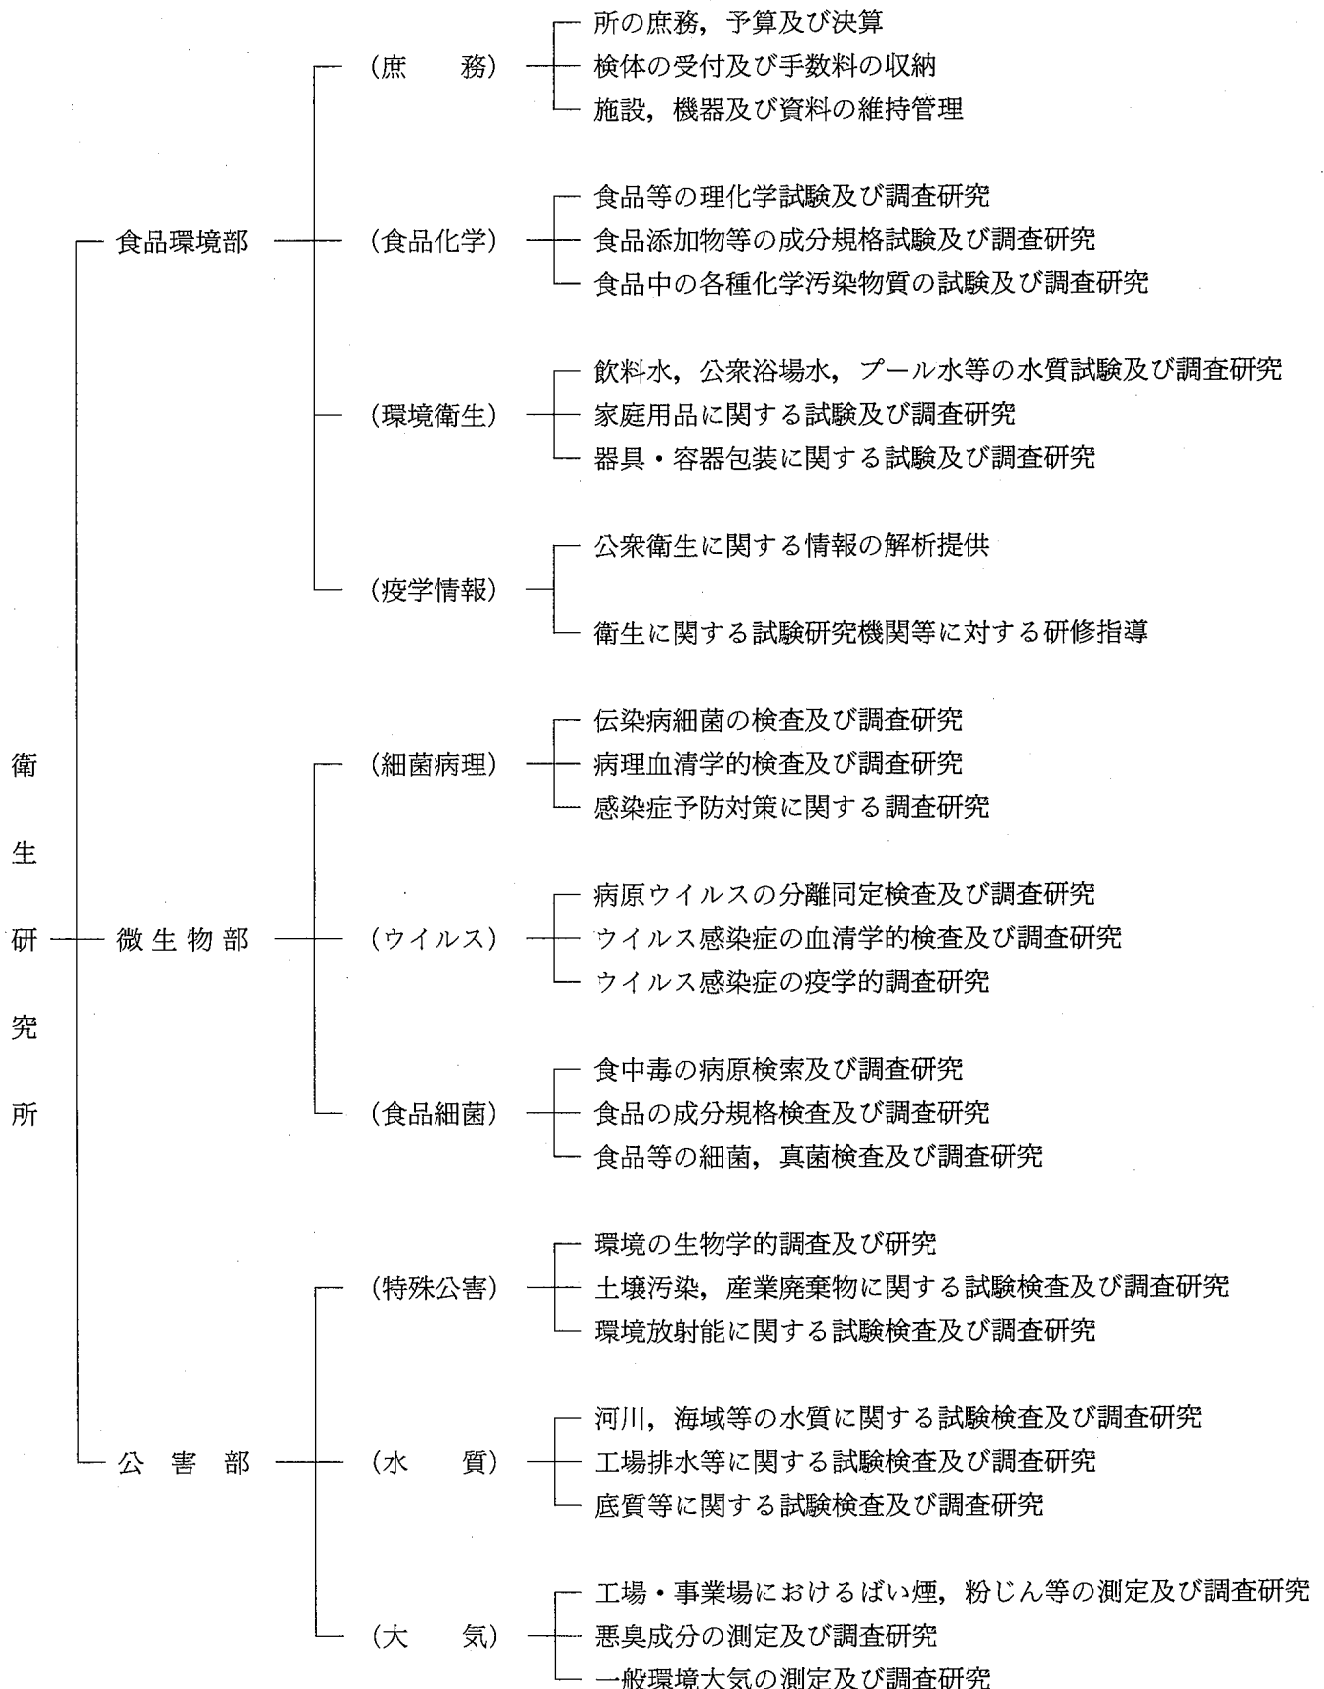 衛生研究所
食品環境部
(庶務)
所の庶務，予算及び決算
検体の受付及び手数料の収納
施設，機器及び資料の維持管理
(食品化学)
食品等の理化学試験及び調査研究
食品添加物等の成分規格試験及び調査研究
食品中の各種化学汚染物質の試験及び調査研究
(環境衛生)
飲料水，公衆浴場水，プール水等の水質試験及び調査研究
家庭用品に関する試験及び調査研究
器具・容器包装に関する試験及び調査研究
(疫学情報)
公衆衛生に関する情報の解析提供
衛生に関する試験研究機関等に対する研修指導
微生物部
(細菌病理)
伝染病細菌の検査及び調査研究
病理血清学的検査及び調査研究
感染症予防対策に関する調査研究
(ウイルス)
病原ウイルスの分離同定検査及び調査研究
ウイルス感染症の血清学的検査及び調査研究
ウイルス感染症の疫学的調査研究
(食品細菌)
食中毒の病原検索及び調査研究
食品の成分規格検査及び調査研究
食品等の細菌，真菌検査及び調査研究
公害部
(特殊公害)
環境の生物学的調査及び研究
土壌汚染，産業廃棄物に関する試験検査及び調査研究
環境放射能に関する試験検査及び調査研究
(水質)
河川，海域等の水質に関する試験検査及び調査研究
工場排水等に関する試験検査及び調査研究
底質等に関する試験検査及び調査研究
(大気)
工場・事業場におけるばい煙，粉じん等の測定及び調査研究
悪臭成分の測定及び調査研究
一般環境大気の測定及び調査研究